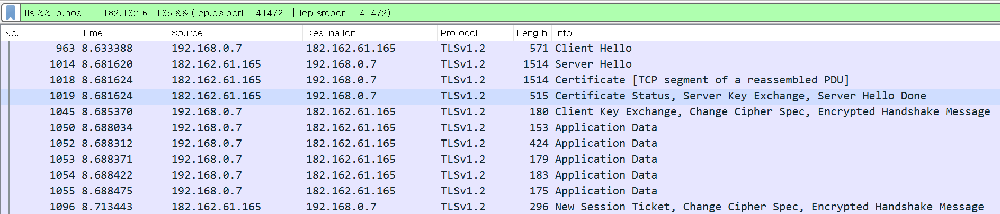 tls && ip.host == 182.162.61.165 && (tcp.dstport==41472 || tcp.srcport==41472)
No. Time Source Destination Protocol Length Info
963 8.633388 192.168.0.7 182.162.61.165 TLSv1.2 571 Client Hello
1014 8.681620 182.162.61.165 192.168.0.7 TLSv1.2 1514 Server Hello
1018 8.681624 182.162.61.165 192.168.0.7 TLSv1.2 1514 Certificate [TCP segment of a reassembled PDU]
1019 8.681624 182.162.61.165 192.168.0.7 TLSv1.2 515 Certificate Status, Server Key Exchange, Server Hello Done
1045 8.685370 192.168.0.7 182.162.61.165 TLSv1.2 180 Client Key Exchange, Change Cipher Spec, Encrypted Handshake Message
1050 8.688034 192.168.0.7 182.162.61.165 TLSv1.2 153 Application Data
1052 8.688312 192.168.0.7 182.162.61.165 TLSv1.2 424 Application Data
1053 8.688371 192.168.0.7 182.162.61.165 TLSv1.2 179 Application Data
1054 8.688422 192.168.0.7 182.162.61.165 TLSv1.2 183 Application Data
1055 8.688475 192.168.0.7 182.162.61.165 TLSv1.2 175 Application Data
1096 8.713443 182.162.61.165 192.168.0.7 TLSv1.2 296 New Session Ticket, Change Cipher Spec, Encrypted Handshake Message